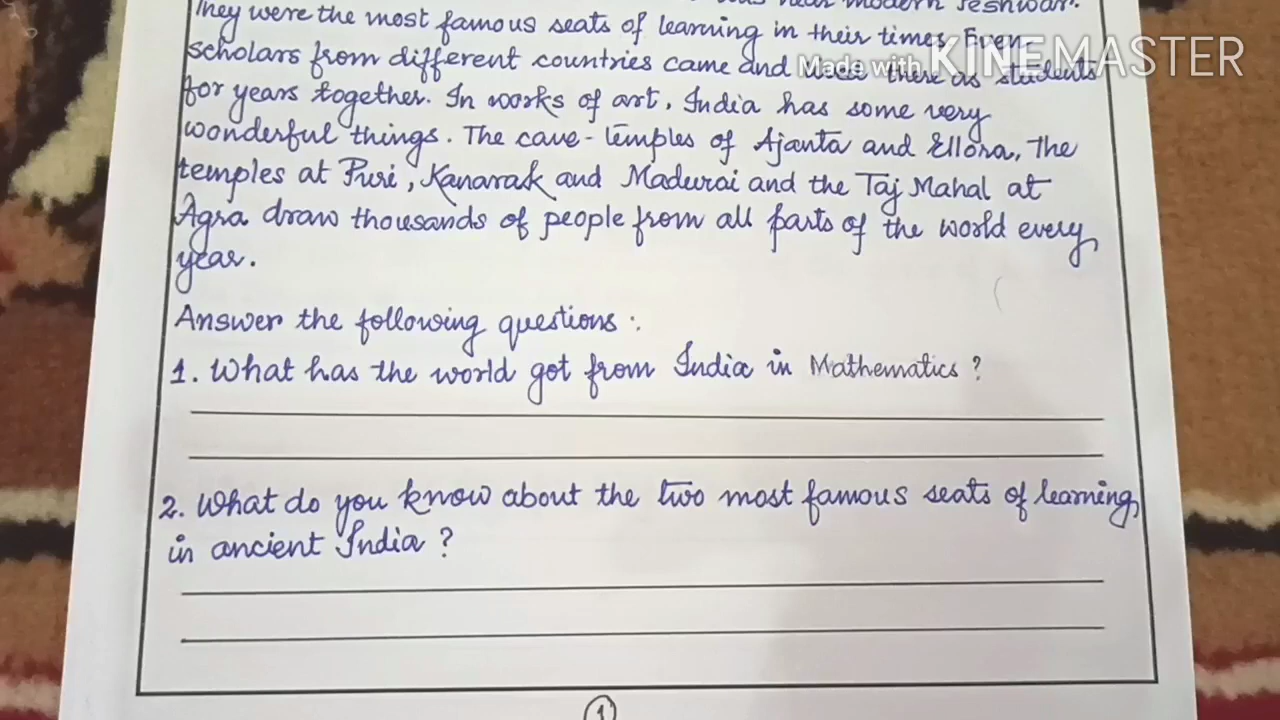 modern Peshwar.
They were the most famous seats of learning in their times. Even
scholars from different countries came and were there as students
for years together. In works of art, India has some very
wonderful things. The cave-temples of Ajanta and Ellora, the
temples at Puri, Kanarak and Madurai and the Taj Mahal at
Agra draw thousands of people from all parts of the world every
year.
Made with KINEMASTER
Answer the following questions :.
1. What has the world got from India in Mathematics ?
2. What do you know about the two most famous seats of learning
in ancient India ?
1